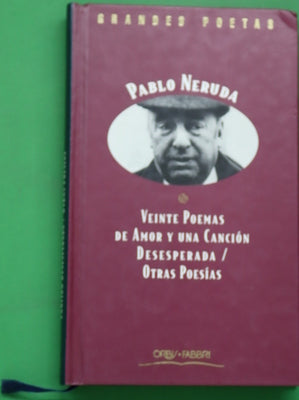 GRANDES POETAS
PABLO NERUDA
VEINTE POEMAS
DE AMOR Y UNA CANCIÓN
DESESPERADA /
OTRAS POESÍAS
ORBIS • FABBRI